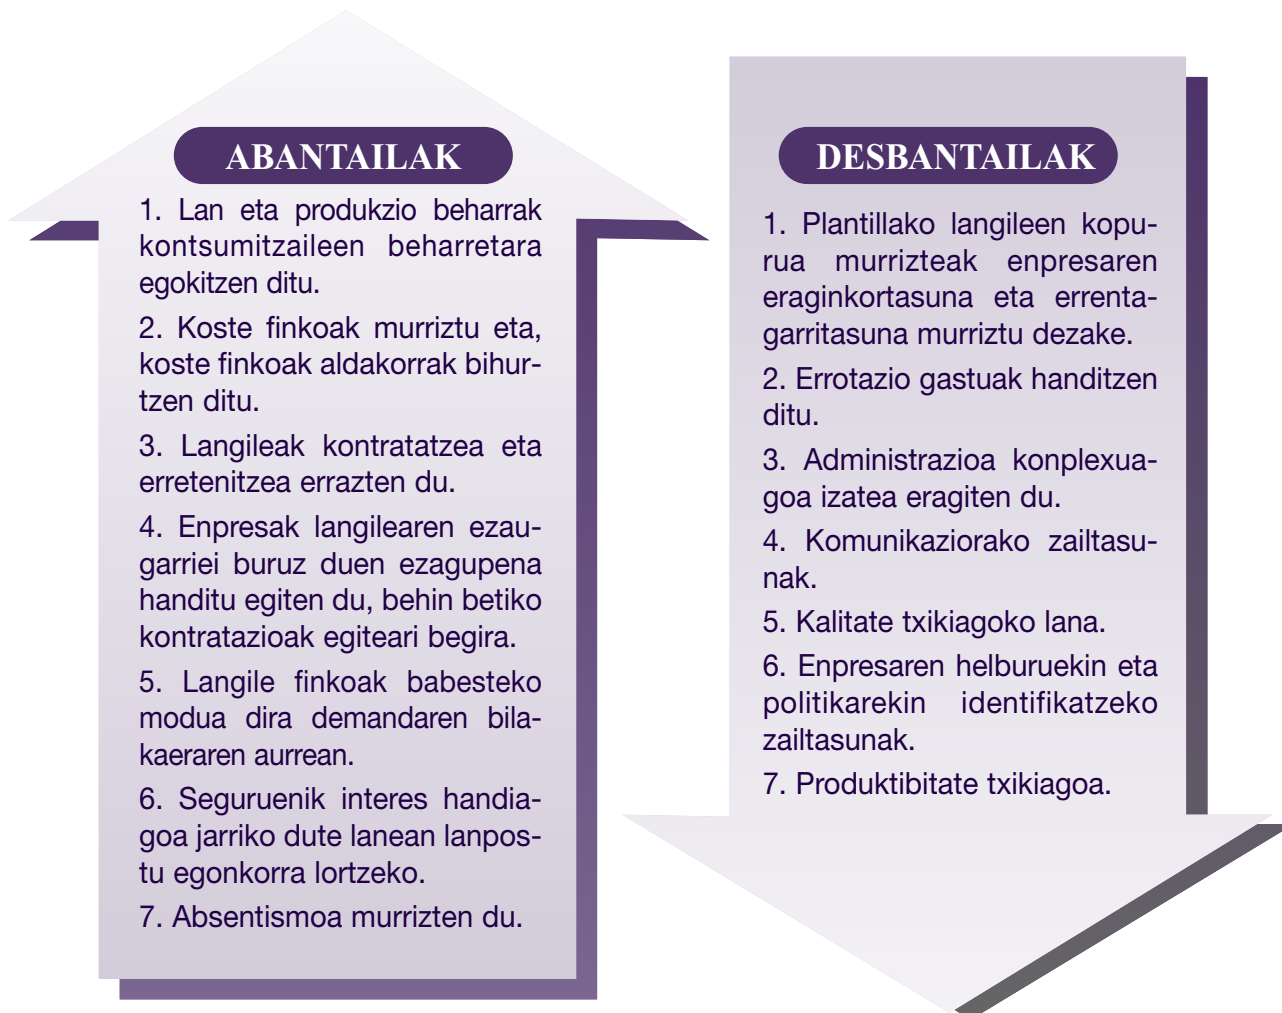 ABANTAILAK
1. Lan eta produkzio beharrak
kontsumitzaileen beharretara
egokitzen ditu.
2. Koste finkoak murriztu eta,
koste finkoak aldakorrak bihur-
tzen ditu.
3. Langileak kontratatzea eta
erretenitzea errazten du.
4. Enpresak langilearen ezau-
garriei buruz duen ezagupena
handitu egiten du, behin betiko
kontratazioak egiteari begira.
5. Langile finkoak babesteko
modua dira demandaren bila-
kaeraren aurrean.
6. Seguruenik interes handia-
goa jarriko dute lanean lanpos-
tu egonkorra lortzeko.
7. Absentismoa murrizten du.
DESBANTAILAK
1. Plantillako langileen kopu-
rua murrizteak enpresaren
eraginkortasuna eta errenta-
garritasuna murriztu dezake.
2. Errotazio gastuak handitzen
ditu.
3. Administrazioa konplexua-
goa izatea eragiten du.
4. Komunikaziorako zailtasu-
nak.
5. Kalitate txikiagoko lana.
6. Enpresaren helburuekin eta
politikarekin identifikatzeko
zailtasunak.
7. Produktibitate txikiagoa.